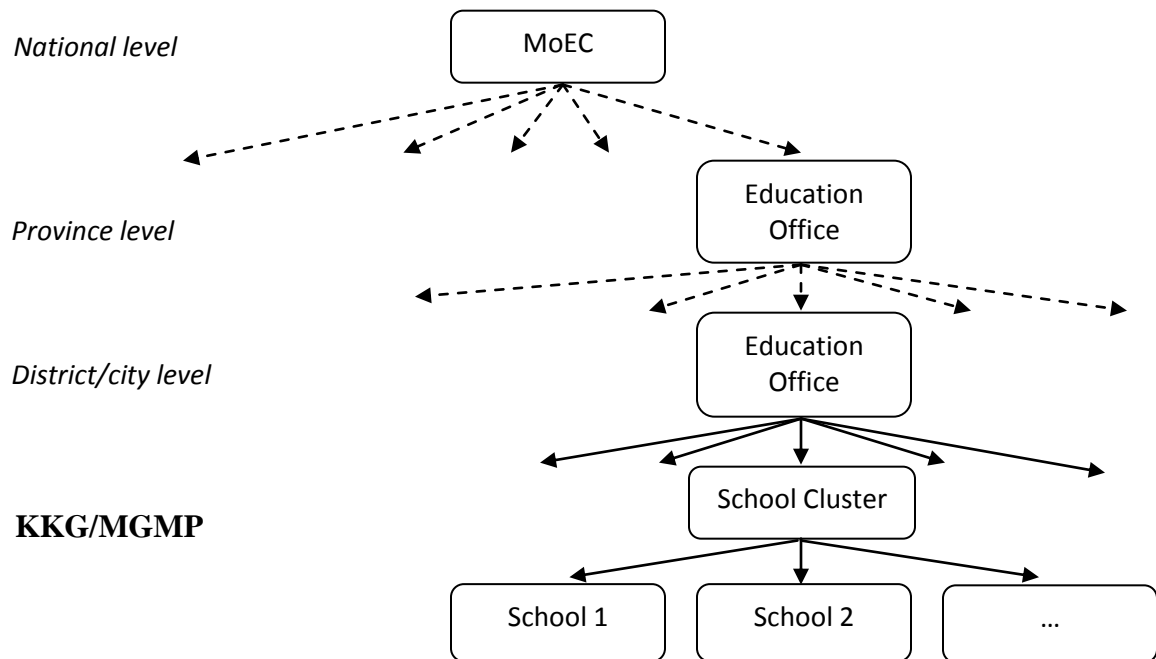 National level
MoEC
Education
Office
Province level
Education
Office
District/city level
School Cluster
KKG/MGMP
School 1
School 2
…